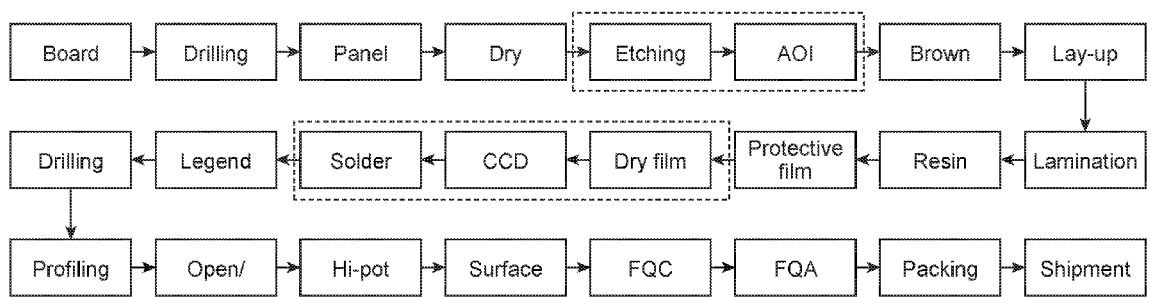 Board Drilling Panel Dry Etching AOI Brown Lay-up
Drilling Legend Solder CCD Dry film Protective film Resin Lamination
Profiling Open/ Hi-pot Surface FQC FQA Packing Shipment